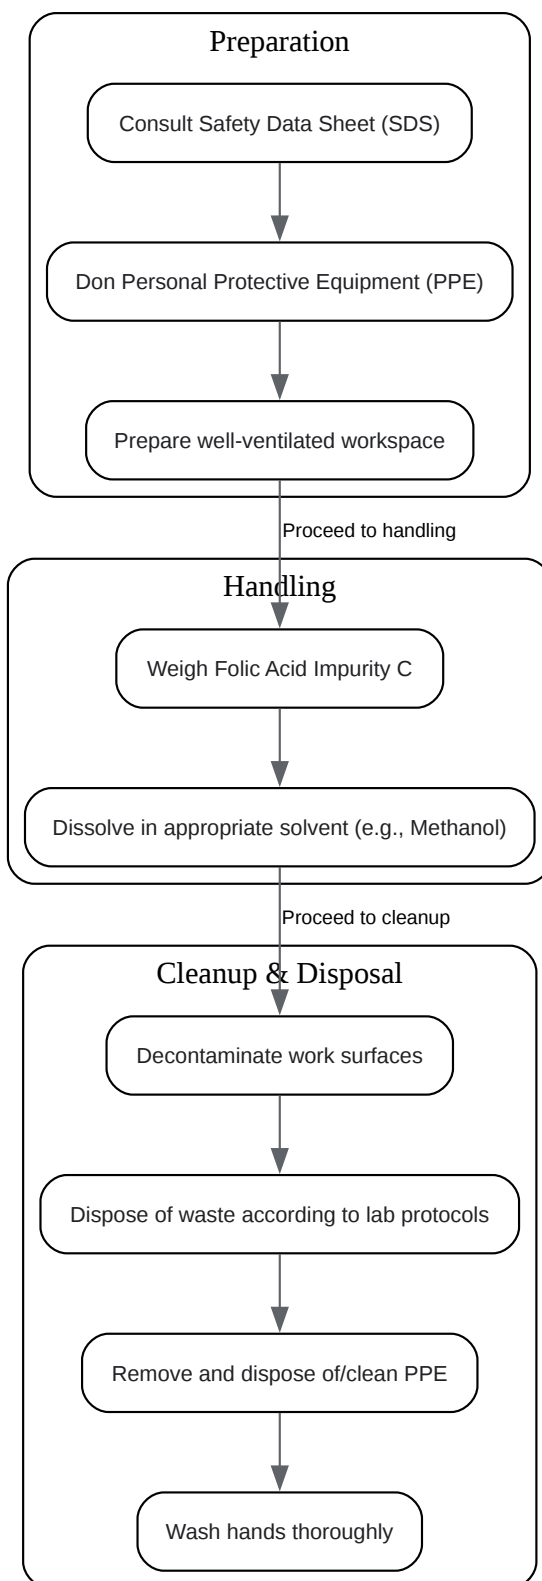 Preparation
Consult Safety Data Sheet (SDS)
Don Personal Protective Equipment (PPE)
Prepare well-ventilated workspace
Proceed to handling
Handling
Weigh Folic Acid Impurity C
Dissolve in appropriate solvent (e.g., Methanol)
Proceed to cleanup
Cleanup & Disposal
Decontaminate work surfaces
Dispose of waste according to lab protocols
Remove and dispose of/clean PPE
Wash hands thoroughly